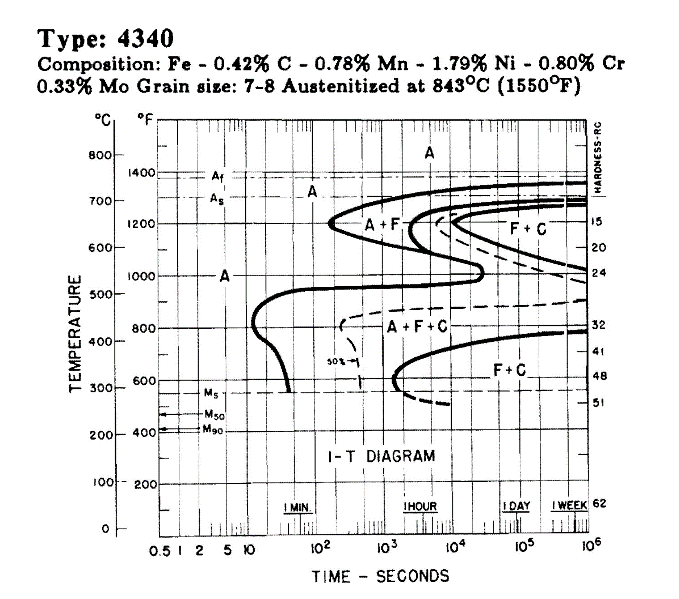 Type: 4340
Composition: Fe - 0.42% C - 0.78% Mn - 1.79% Ni - 0.80% Cr
0.33% Mo Grain size: 7-8 Austenitized at 843°C (1550°F)
°C °F
HARDNESS-RC
800 1400 Af A
700 As A
1200 A+F F+C 15
600 20
1000 A 24
500
800 A+F+C 32
400 50% 41
600 F+C 48
300 Ms 51
M50
200 400 M90
I-T DIAGRAM
100 200
1 MIN. 1 HOUR 1 DAY 1 WEEK 62
0
0.5 1 2 5 10 10² 10³ 10⁴ 10⁵ 10⁶
TIME – SECONDS
TEMPERATURE